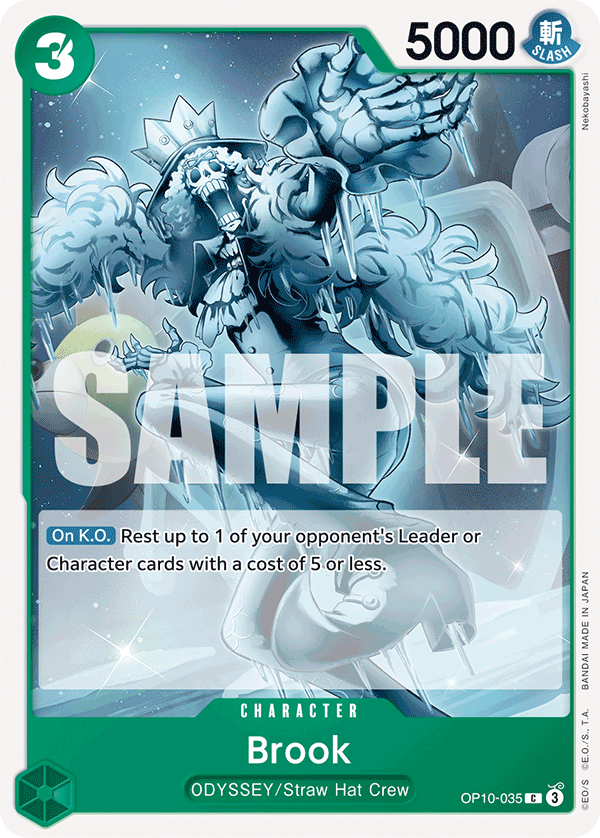 3
5000
斬
SLASH
Nekobayashi
SAMPLE
On K.O. Rest up to 1 of your opponent's Leader or
Character cards with a cost of 5 or less.
CHARACTER
Brook
ODYSSEY/Straw Hat Crew
OP10-035 C 3
©EO/S ©E.O./S., T.A. BANDAI MADE IN JAPAN